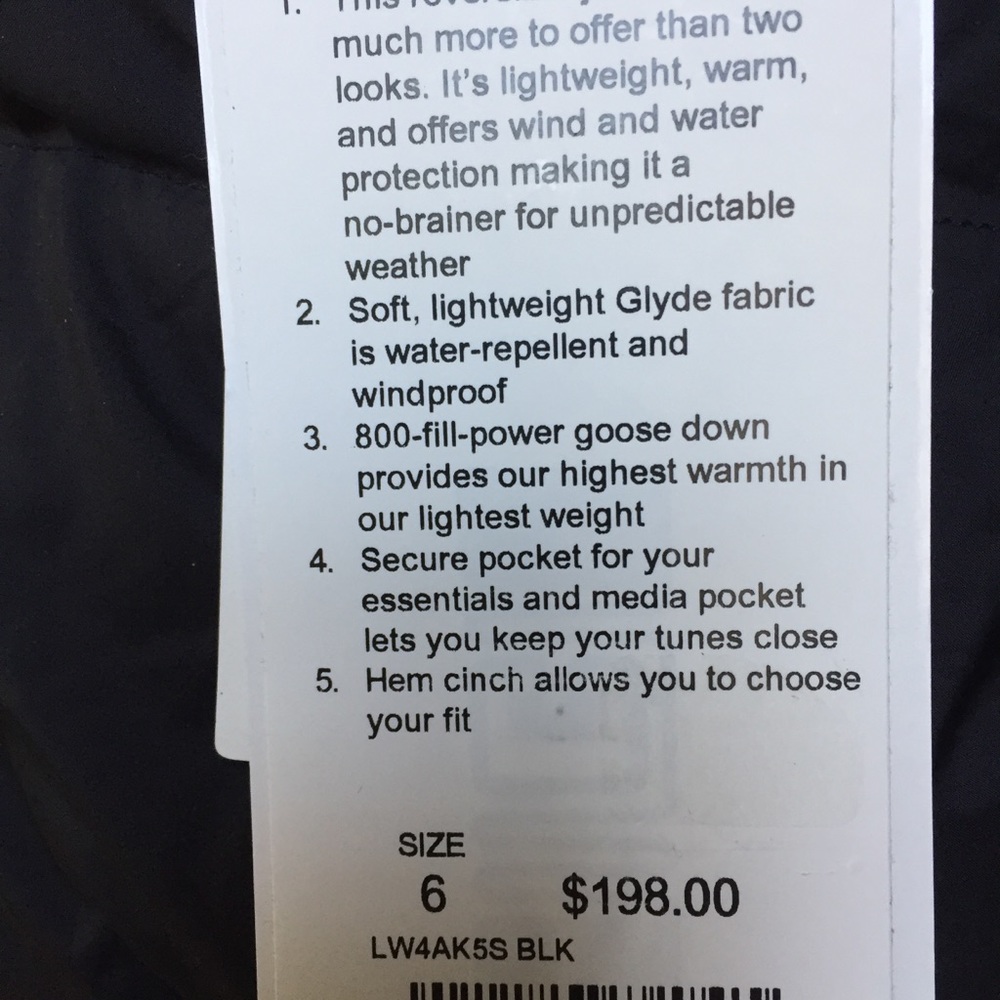 1. This
much more to offer than two
looks. It's lightweight, warm,
and offers wind and water
protection making it a
no-brainer for unpredictable
weather
2. Soft, lightweight Glyde fabric
is water-repellent and
windproof
3. 800-fill-power goose down
provides our highest warmth in
our lightest weight
4. Secure pocket for your
essentials and media pocket
lets you keep your tunes close
5. Hem cinch allows you to choose
your fit
SIZE
6 $198.00
LW4AK5S BLK